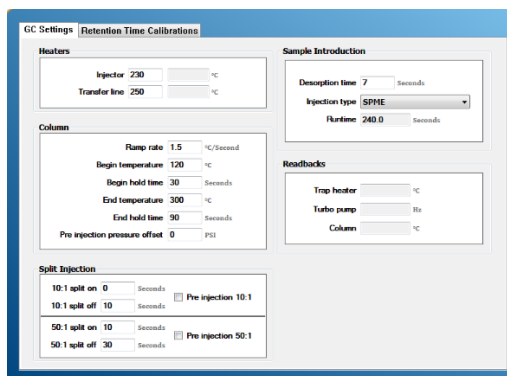 GC Settings
Retention Time Calibrations
Heaters
Injector 230 °C
Transfer line 250 °C
Column
Ramp rate 1.5 °C/Second
Begin temperature 120 °C
Begin hold time 30 Seconds
End temperature 300 °C
End hold time 90 Seconds
Pre injection pressure offset 0 PSI
Split Injection
10:1 split on 0 Seconds
10:1 split off 10 Seconds
Pre injection 10:1
50:1 split on 10 Seconds
50:1 split off 30 Seconds
Pre injection 50:1
Sample Introduction
Desorption time 7 Seconds
Injection type SPME
Runtime 240.0 Seconds
Readbacks
Trap heater °C
Turbo pump Hz
Column °C